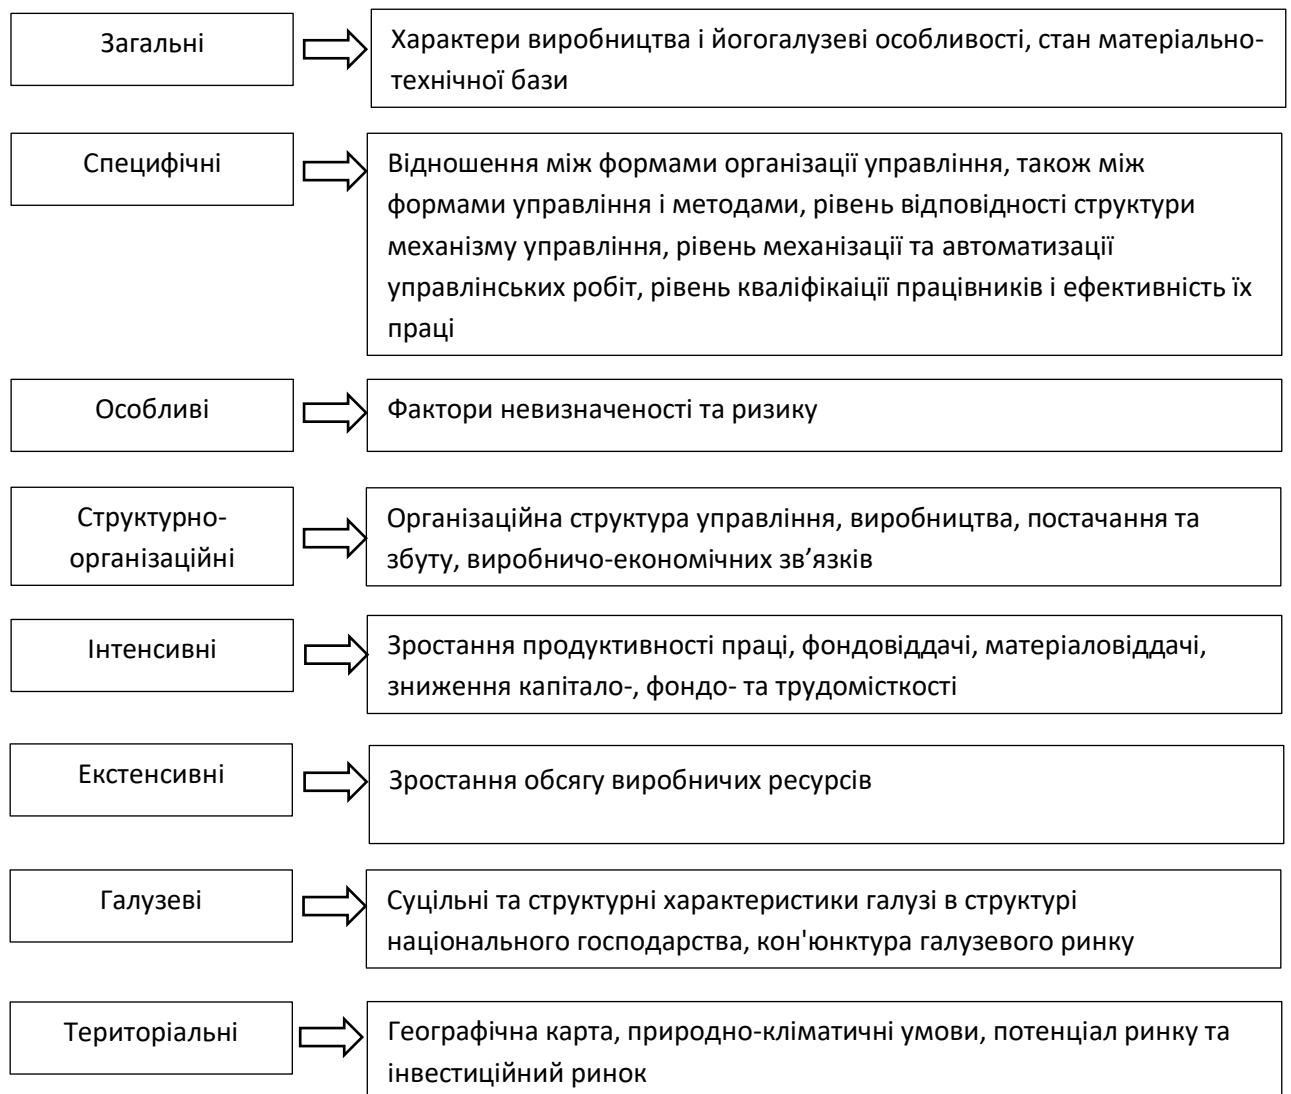 Загальні
Характери виробництва і йогогалузеві особливості, стан матеріально-
технічної бази
Специфічні
Відношення між формами організації управління, також між
формами управління і методами, рівень відповідності структури
механізму управління, рівень механізації та автоматизації
управлінських робіт, рівень кваліфікаіції працівників і ефективність їх
праці
Особливі
Фактори невизначеності та ризику
Структурно-
організаційні
Організаційна структура управління, виробництва, постачання та
збуту, виробничо-економічних зв’язків
Інтенсивні
Зростання продуктивності праці, фондовіддачі, матеріаловіддачі,
зниження капітало-, фондо- та трудомісткості
Екстенсивні
Зростання обсягу виробничих ресурсів
Галузеві
Суцільні та структурні характеристики галузі в структурі
національного господарства, кон'юнктура галузевого ринку
Територіальні
Географічна карта, природно-кліматичні умови, потенціал ринку та
інвестиційний ринок